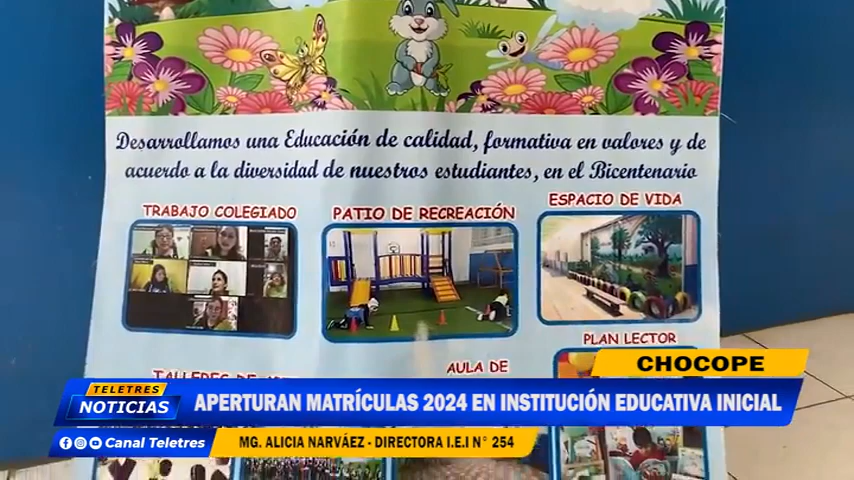 Desarrollamos una Educación de calidad, formativa en valores y de
acuerdo a la diversidad de nuestros estudiantes, en el Bicentenario
TRABAJO COLEGIADO
PATIO DE RECREACIÓN
ESPACIO DE VIDA
PLAN LECTOR
AULA DE
TALLERES DE
CHOCOPE
TELETRES
NOTICIAS
APERTURAN MATRÍCULAS 2024 EN INSTITUCIÓN EDUCATIVA INICIAL
Canal Teletres
MG. ALICIA NARVÁEZ - DIRECTORA I.E.I N° 254